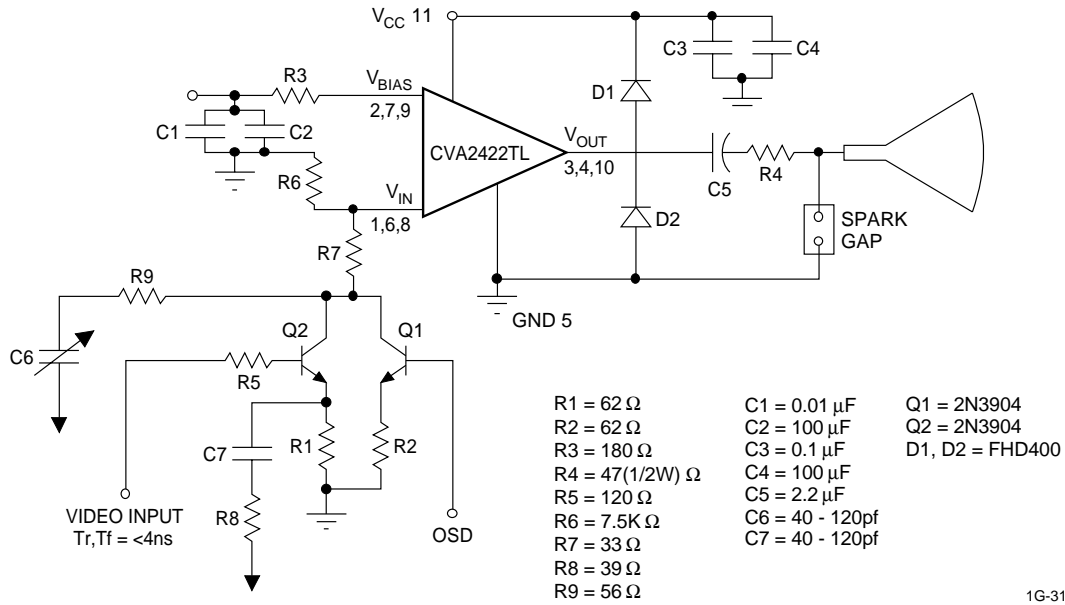 V_CC 11
R3
V_BIAS
2,7,9
C1
C2
C3
C4
D1
CVA2422TL
V_OUT
3,4,10
C5
R4
R6
V_IN
1,6,8
D2
SPARK
GAP
R7
R9
GND 5
C6
Q2
Q1
R5
C7
R1
R2
R8
VIDEO INPUT
Tr,Tf = <4ns
OSD
R1 = 62 Ω
R2 = 62 Ω
R3 = 180 Ω
R4 = 47(1/2W) Ω
R5 = 120 Ω
R6 = 7.5K Ω
R7 = 33 Ω
R8 = 39 Ω
R9 = 56 Ω
C1 = 0.01 µF
C2 = 100 µF
C3 = 0.1 µF
C4 = 100 µF
C5 = 2.2 µF
C6 = 40 - 120pf
C7 = 40 - 120pf
Q1 = 2N3904
Q2 = 2N3904
D1, D2 = FHD400
1G-31